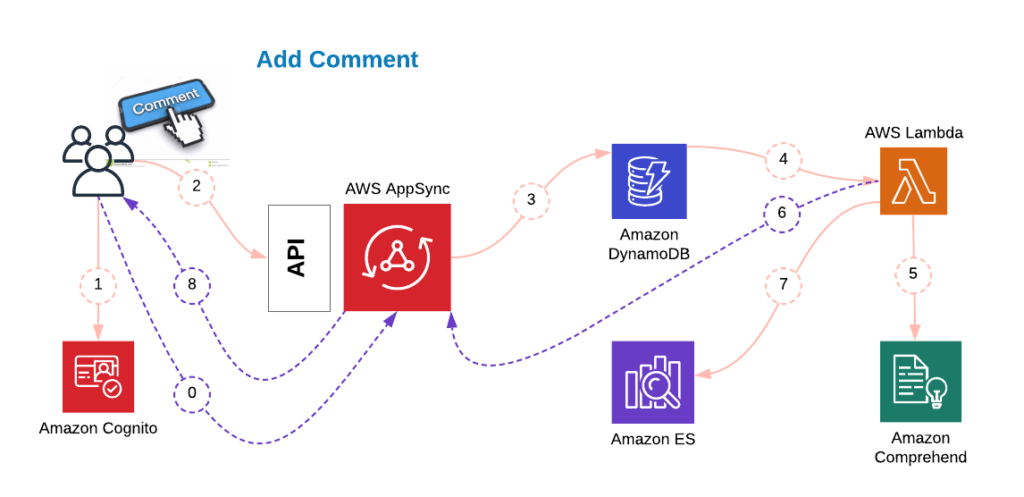 Add Comment
Comment
AWS Lambda
2
4
AWS AppSync
3
6
API
Amazon
DynamoDB
1
8
7
5
0
Amazon Cognito
Amazon ES
Amazon
Comprehend